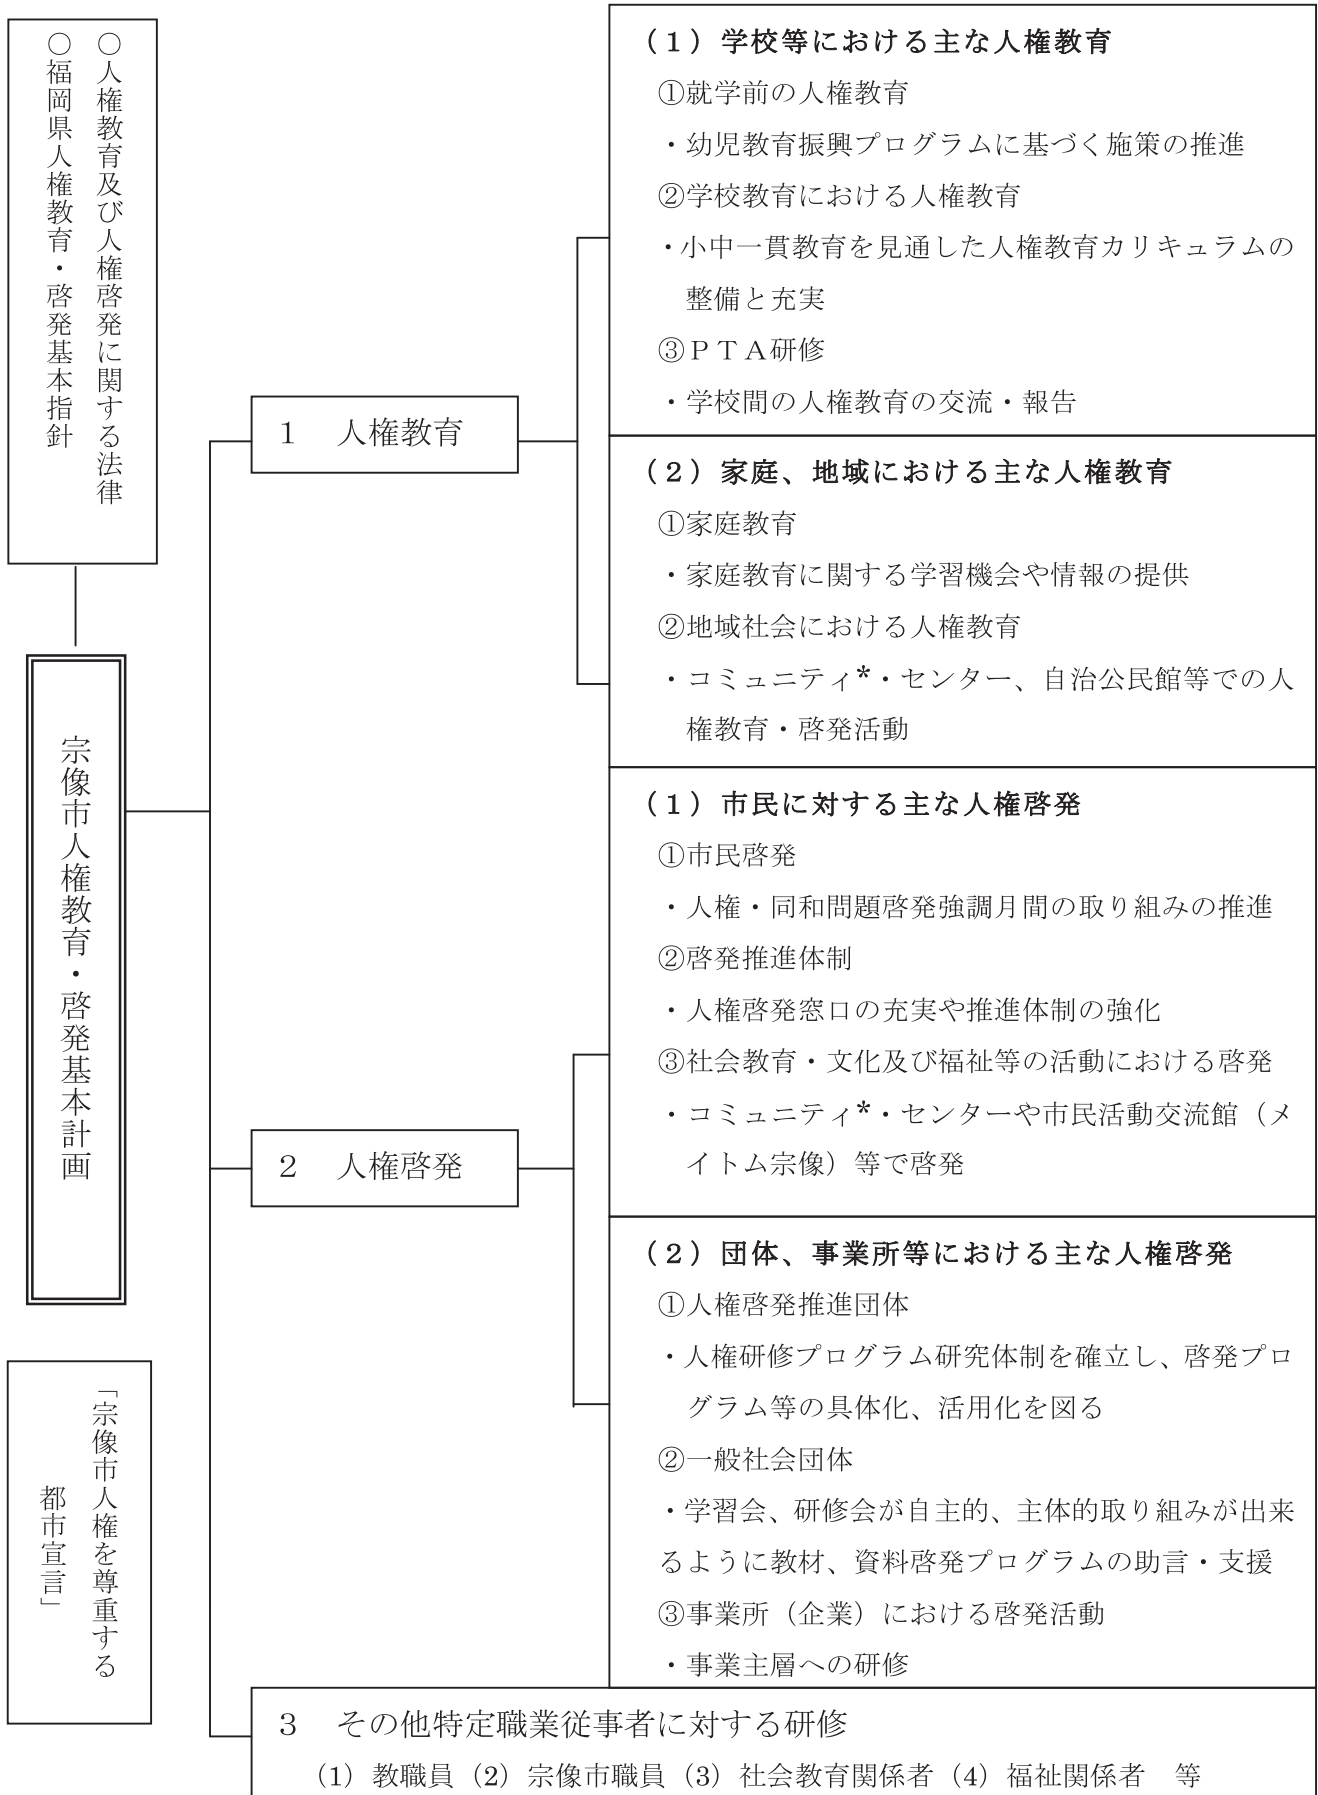 ○人権教育及び人権啓発に関する法律
○福岡県人権教育・啓発基本指針
宗像市人権教育・啓発基本計画
「宗像市人権を尊重する
都市宣言」
１　人権教育
（１）学校等における主な人権教育
①就学前の人権教育
・幼児教育振興プログラムに基づく施策の推進
②学校教育における人権教育
・小中一貫教育を見通した人権教育カリキュラムの
整備と充実
③ＰＴＡ研修
・学校間の人権教育の交流・報告
（２）家庭、地域における主な人権教育
①家庭教育
・家庭教育に関する学習機会や情報の提供
②地域社会における人権教育
・コミュニティ*・センター、自治公民館等での人
権教育・啓発活動
２　人権啓発
（１）市民に対する主な人権啓発
①市民啓発
・人権・同和問題啓発強調月間の取り組みの推進
②啓発推進体制
・人権啓発窓口の充実や推進体制の強化
③社会教育・文化及び福祉等の活動における啓発
・コミュニティ*・センターや市民活動交流館（メ
イトム宗像）等で啓発
（２）団体、事業所等における主な人権啓発
①人権啓発推進団体
・人権研修プログラム研究体制を確立し、啓発プロ
グラム等の具体化、活用化を図る
②一般社会団体
・学習会、研修会が自主的、主体的取り組みが出来
るように教材、資料啓発プログラムの助言・支援
③事業所（企業）における啓発活動
・事業主層への研修
３　その他特定職業従事者に対する研修
（1）教職員（2）宗像市職員（3）社会教育関係者（4）福祉関係者　等